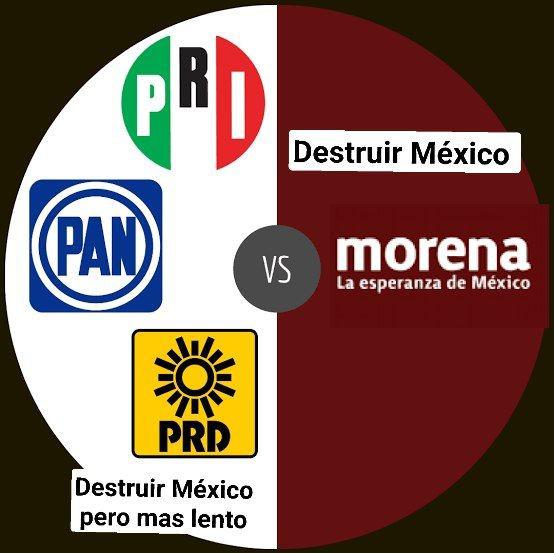 PRI
Destruir México
PAN
VS
morena
La esperanza de México
PRD
Destruir México
pero mas lento